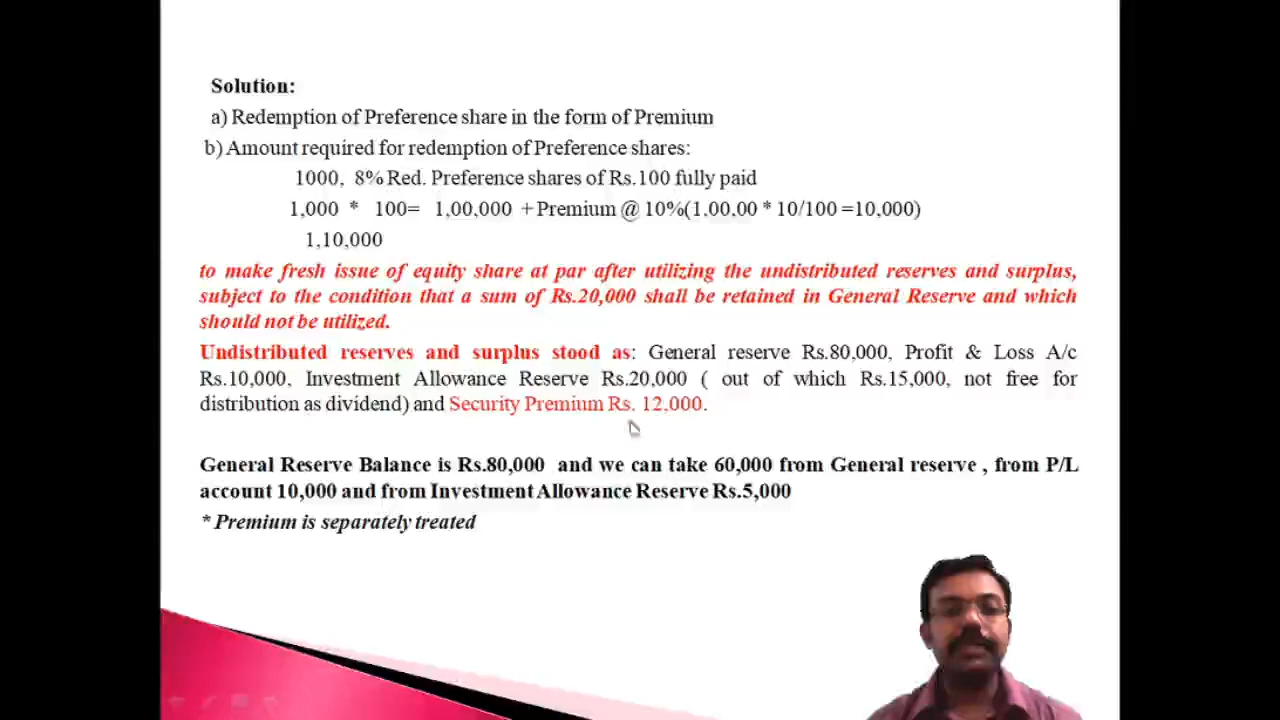 Solution:
a) Redemption of Preference share in the form of Premium
b) Amount required for redemption of Preference shares:
1000, 8% Red. Preference shares of Rs.100 fully paid
1,000 * 100= 1,00,000 + Premium @ 10%(1,00,00 * 10/100 =10,000)
1,10,000
to make fresh issue of equity share at par after utilizing the undistributed reserves and surplus,
subject to the condition that a sum of Rs.20,000 shall be retained in General Reserve and which
should not be utilized.
Undistributed reserves and surplus stood as: General reserve Rs.80,000, Profit & Loss A/c
Rs.10,000, Investment Allowance Reserve Rs.20,000 ( out of which Rs.15,000, not free for
distribution as dividend) and Security Premium Rs. 12,000.
General Reserve Balance is Rs.80,000 and we can take 60,000 from General reserve , from P/L
account 10,000 and from Investment Allowance Reserve Rs.5,000
* Premium is separately treated